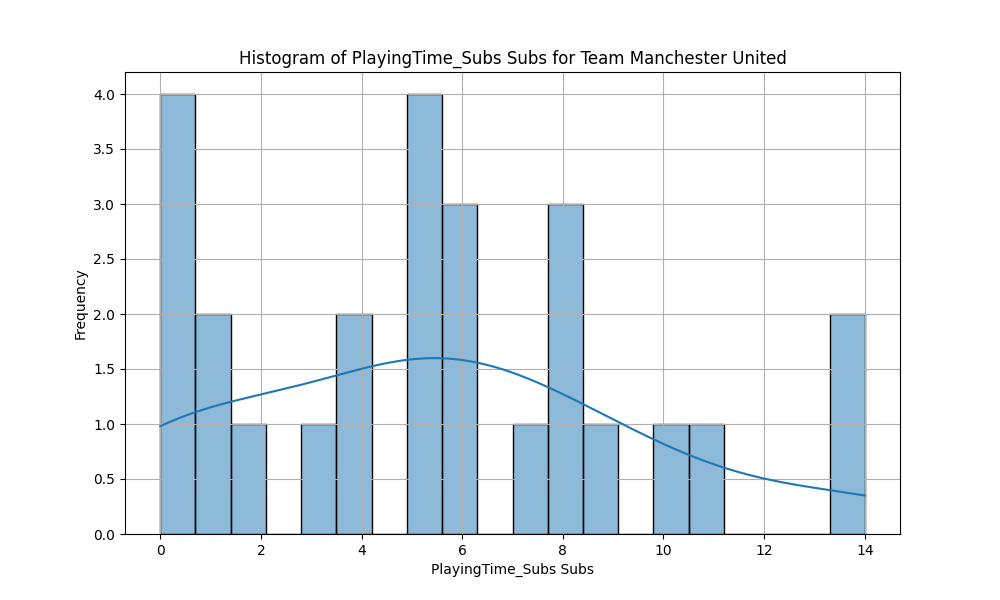 Histogram of PlayingTime_Subs Subs for Team Manchester United
4.0
3.5
3.0
2.5
2.0
1.5
1.0
0.5
0.0
Frequency
0 2 4 6 8 10 12 14
PlayingTime_Subs Subs